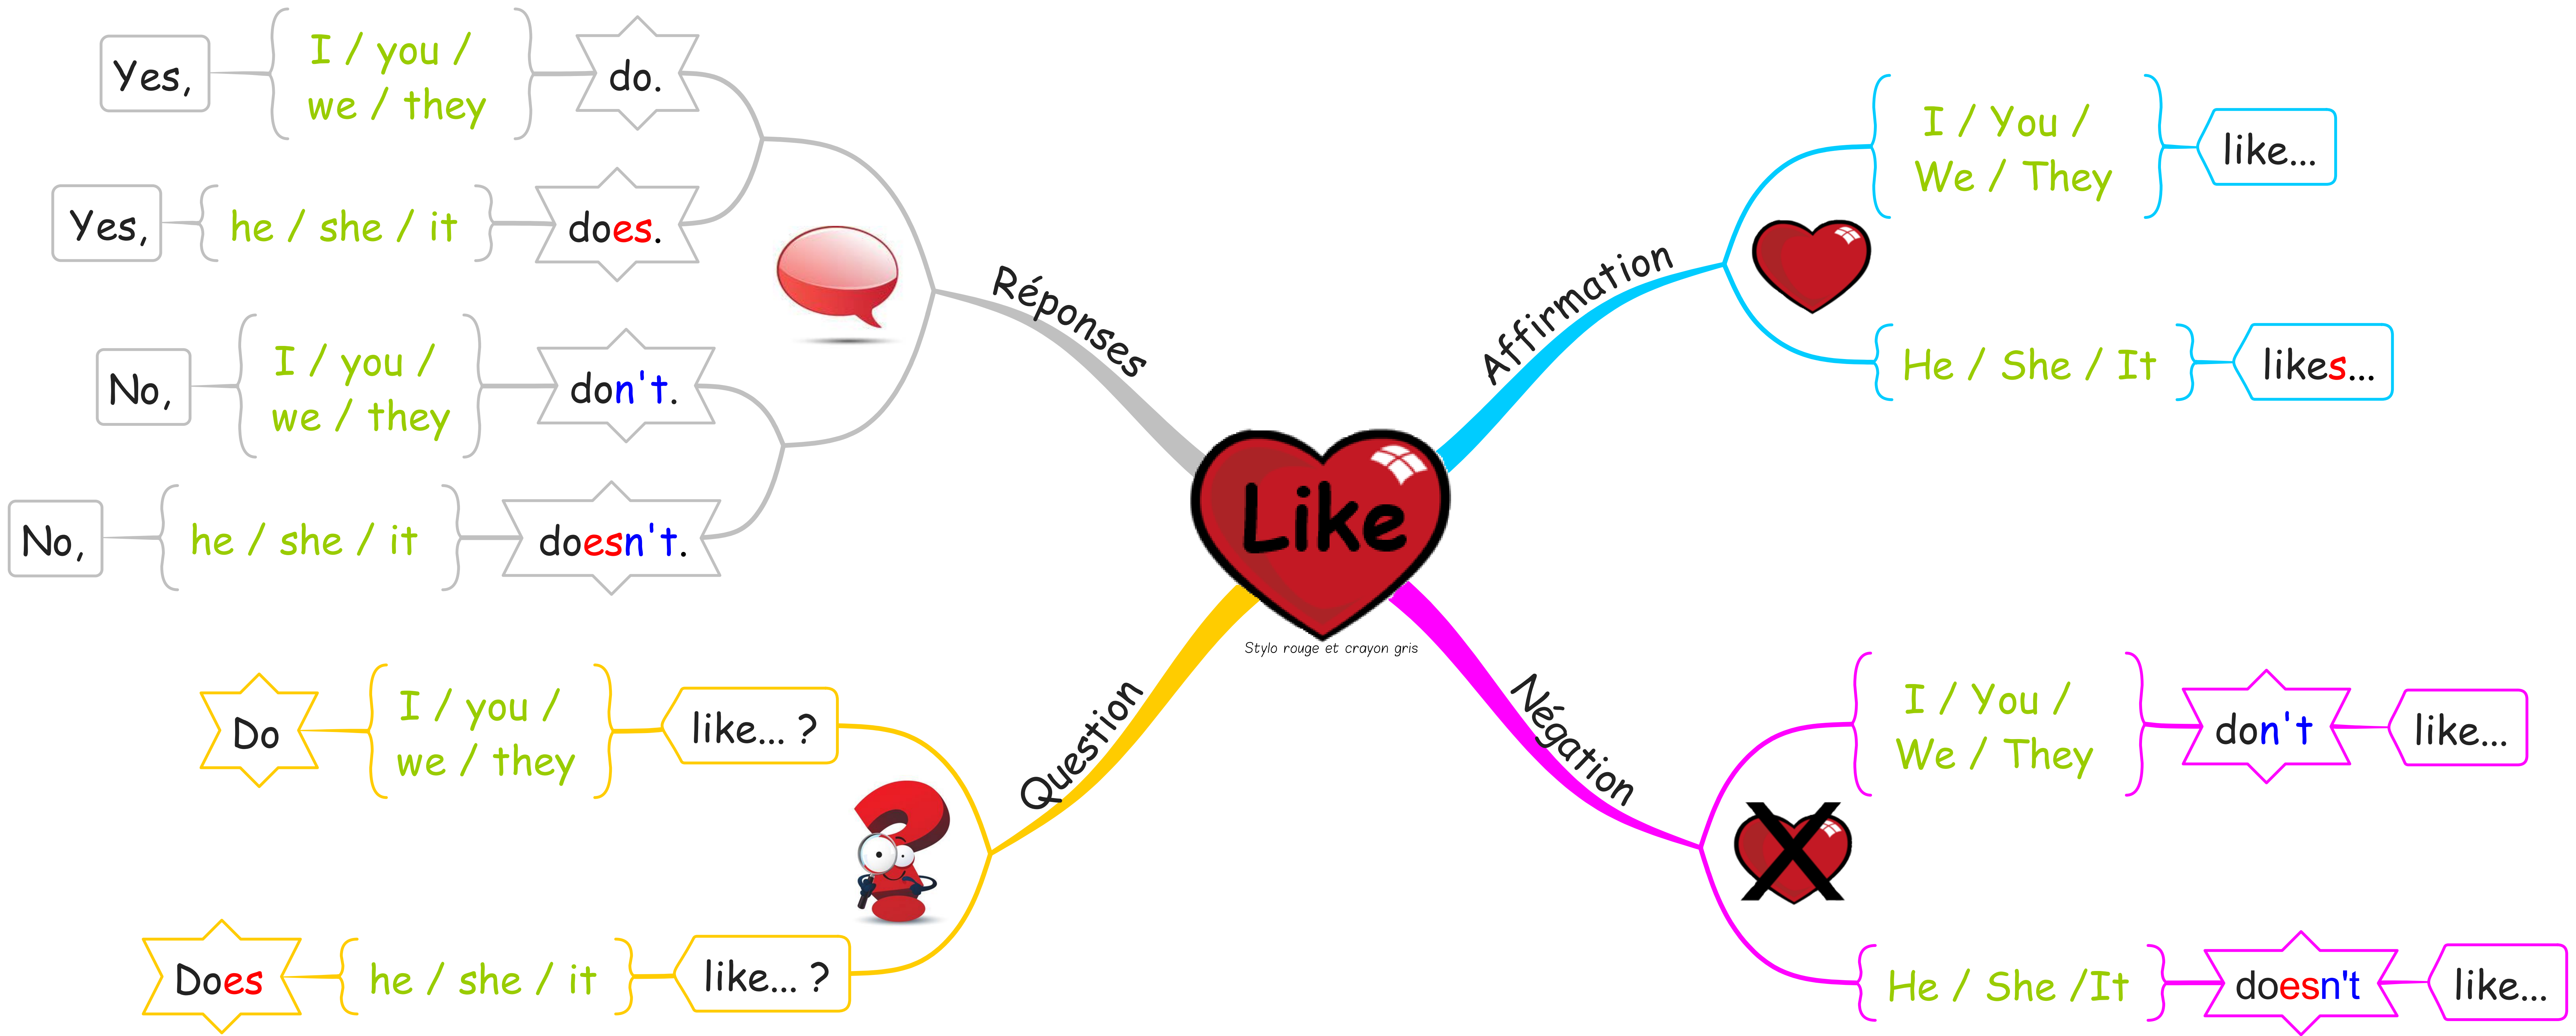 Like
Stylo rouge et crayon gris
Réponses
Yes,
I / you /
we / they
do.
Yes,
he / she / it
does.
No,
I / you /
we / they
don't.
No,
he / she / it
doesn't.
Affirmation
I / You /
We / They
like...
He / She / It
likes...
Question
Do
I / you /
we / they
like... ?
Does
he / she / it
like... ?
Négation
I / You /
We / They
don't
like...
He / She /It
doesn't
like...